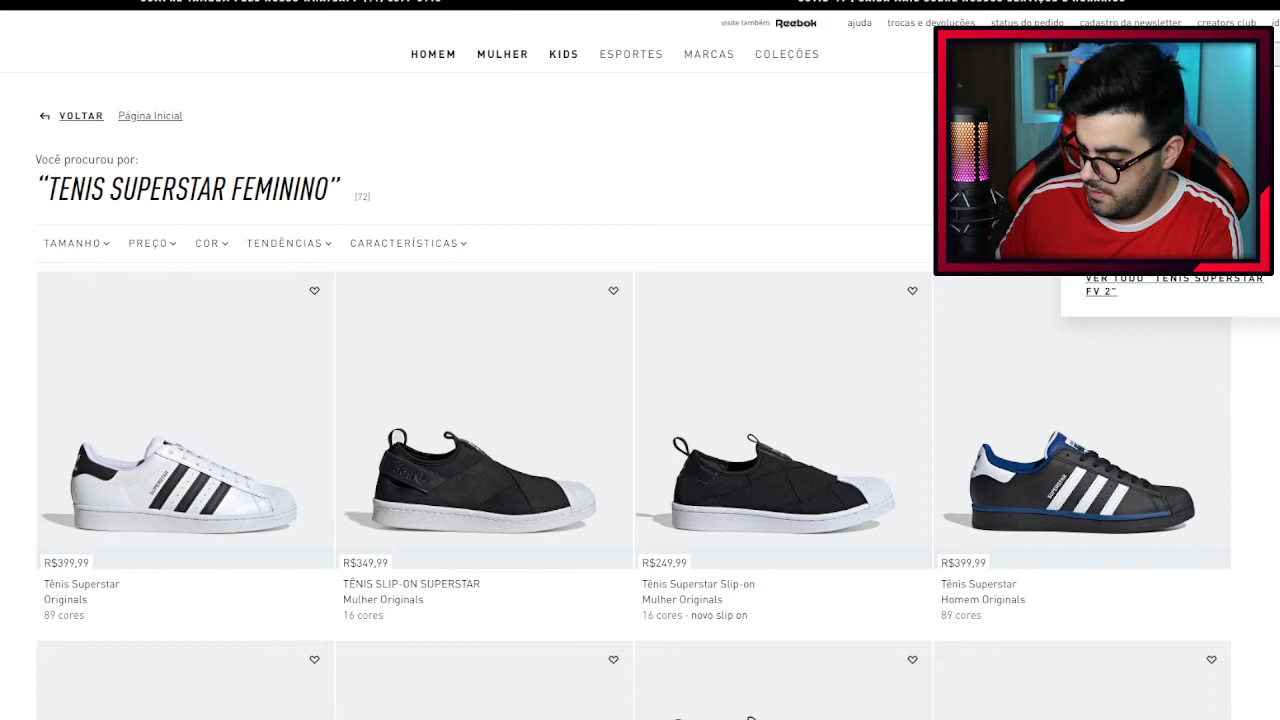 visite também Reebok ajuda trocas e devoluções status do pedido cadastro da newsletter creators club
HOMEM MULHER KIDS ESPORTES MARCAS COLEÇÕES
VOLTAR Página Inicial
Você procurou por:
“TENIS SUPERSTAR FEMININO” [72]
TAMANHO PREÇO COR TENDÊNCIAS CARACTERÍSTICAS
VER TODO "TENIS SUPERSTAR
FV 2"
R$399,99
Tênis Superstar
Originals
89 cores
R$349,99
TÊNIS SLIP-ON SUPERSTAR
Mulher Originals
16 cores
R$249,99
Tênis Superstar Slip-on
Mulher Originals
16 cores · novo slip on
R$399,99
Tênis Superstar
Homem Originals
89 cores